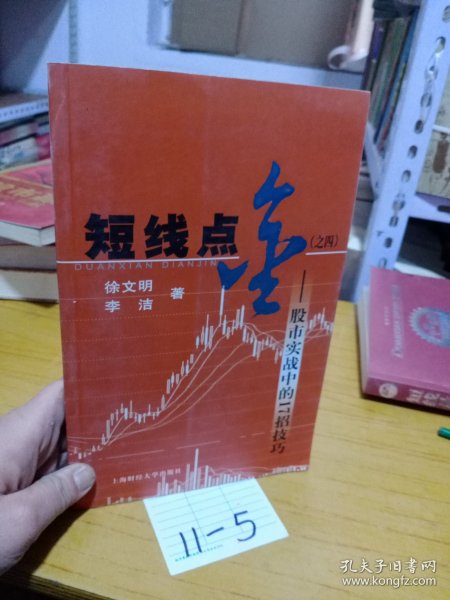 短线点金
(之四)
DUANXIAN DIANJIN
徐文明
李 洁 著
——股市实战中的17招技巧
上海财经大学出版社
11-5
孔夫子旧书网
www.kongfz.com